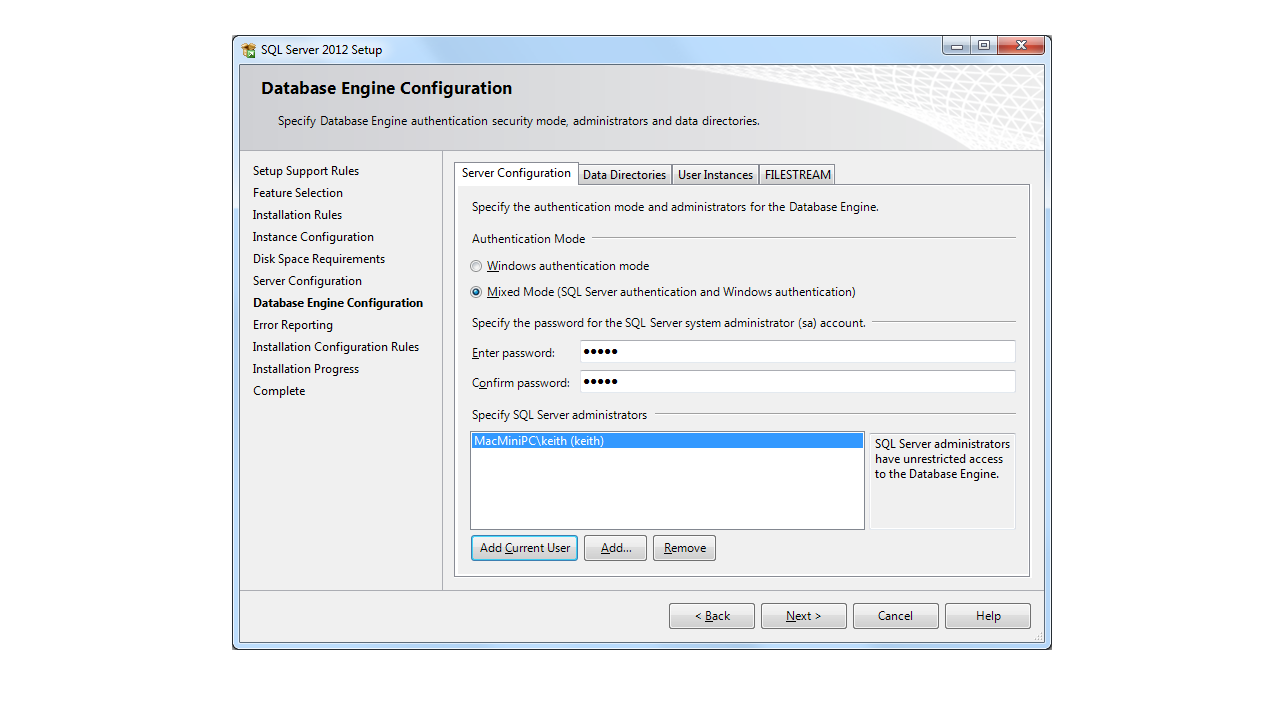 SQL Server 2012 Setup
Database Engine Configuration
Specify Database Engine authentication security mode, administrators and data directories.
Setup Support Rules
Feature Selection
Installation Rules
Instance Configuration
Disk Space Requirements
Server Configuration
Database Engine Configuration
Error Reporting
Installation Configuration Rules
Installation Progress
Complete
Server Configuration Data Directories User Instances FILESTREAM
Specify the authentication mode and administrators for the Database Engine.
Authentication Mode
Windows authentication mode
Mixed Mode (SQL Server authentication and Windows authentication)
Specify the password for the SQL Server system administrator (sa) account.
Enter password: ●●●●●
Confirm password: ●●●●●
Specify SQL Server administrators
MacMiniPC\keith (keith)
SQL Server administrators
have unrestricted access
to the Database Engine.
Add Current User Add... Remove
< Back Next > Cancel Help